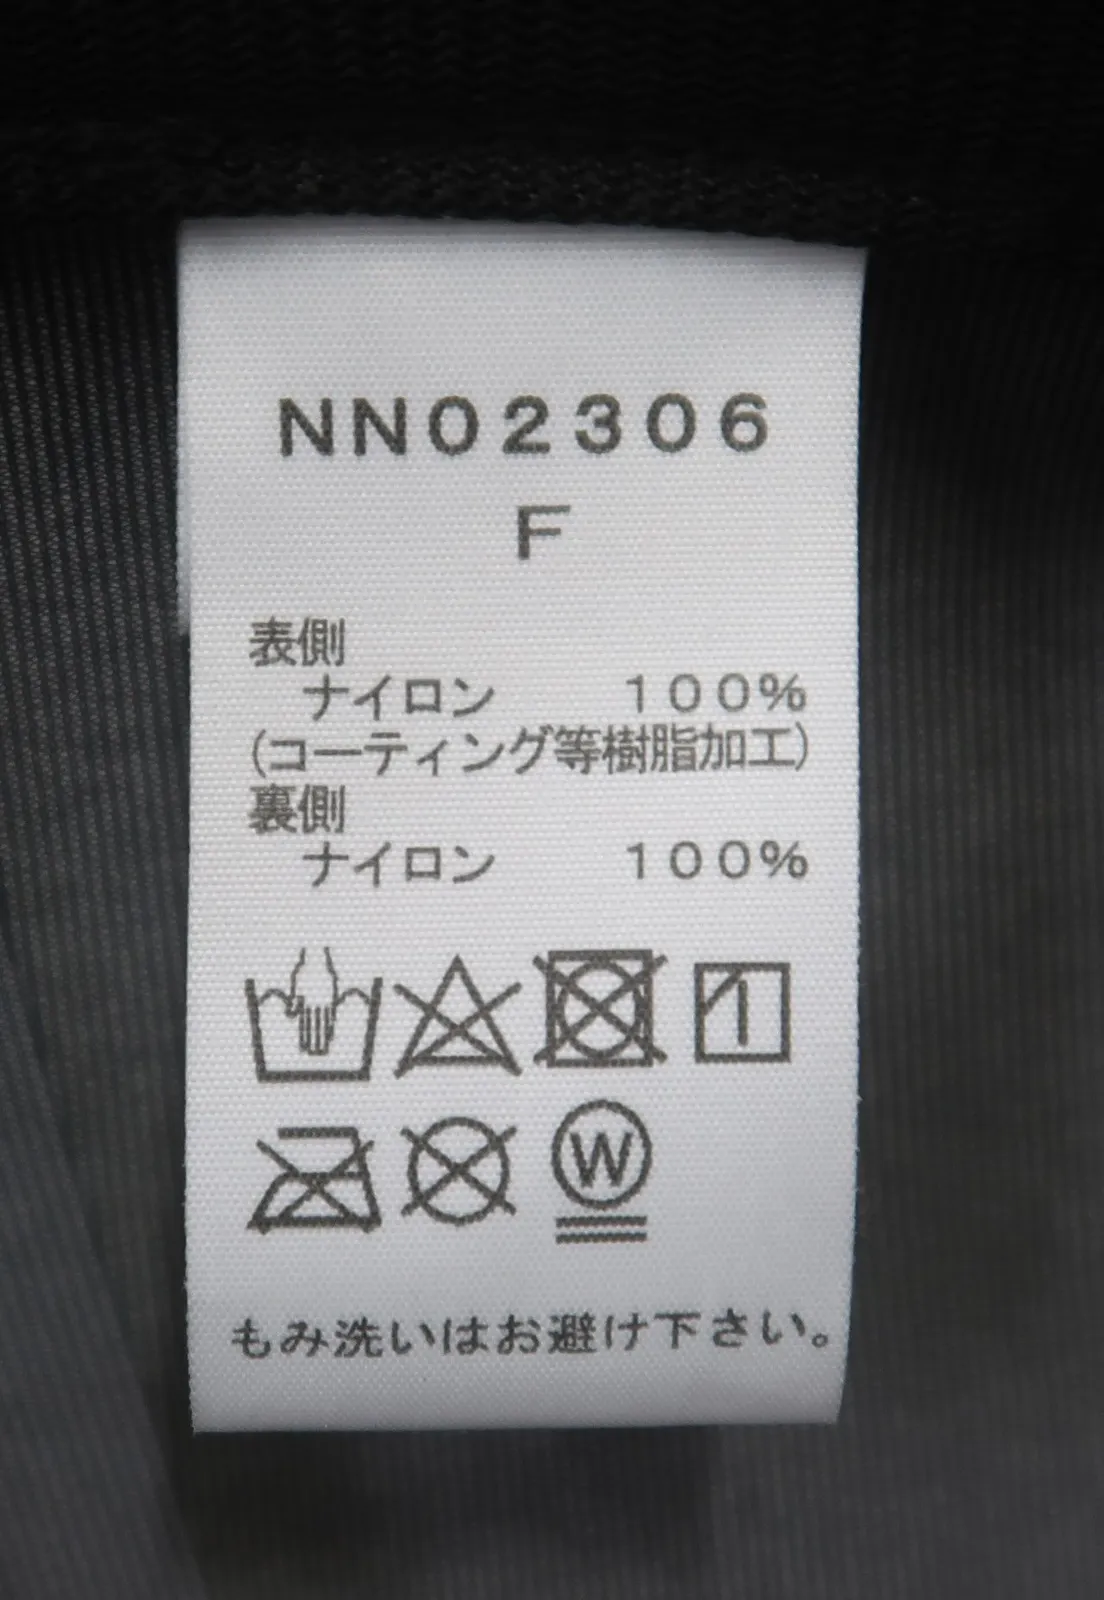 NN02306
F
表側
ナイロン 100%
(コーティング等樹脂加工)
裏側
ナイロン 100%
W
もみ洗いはお避け下さい。